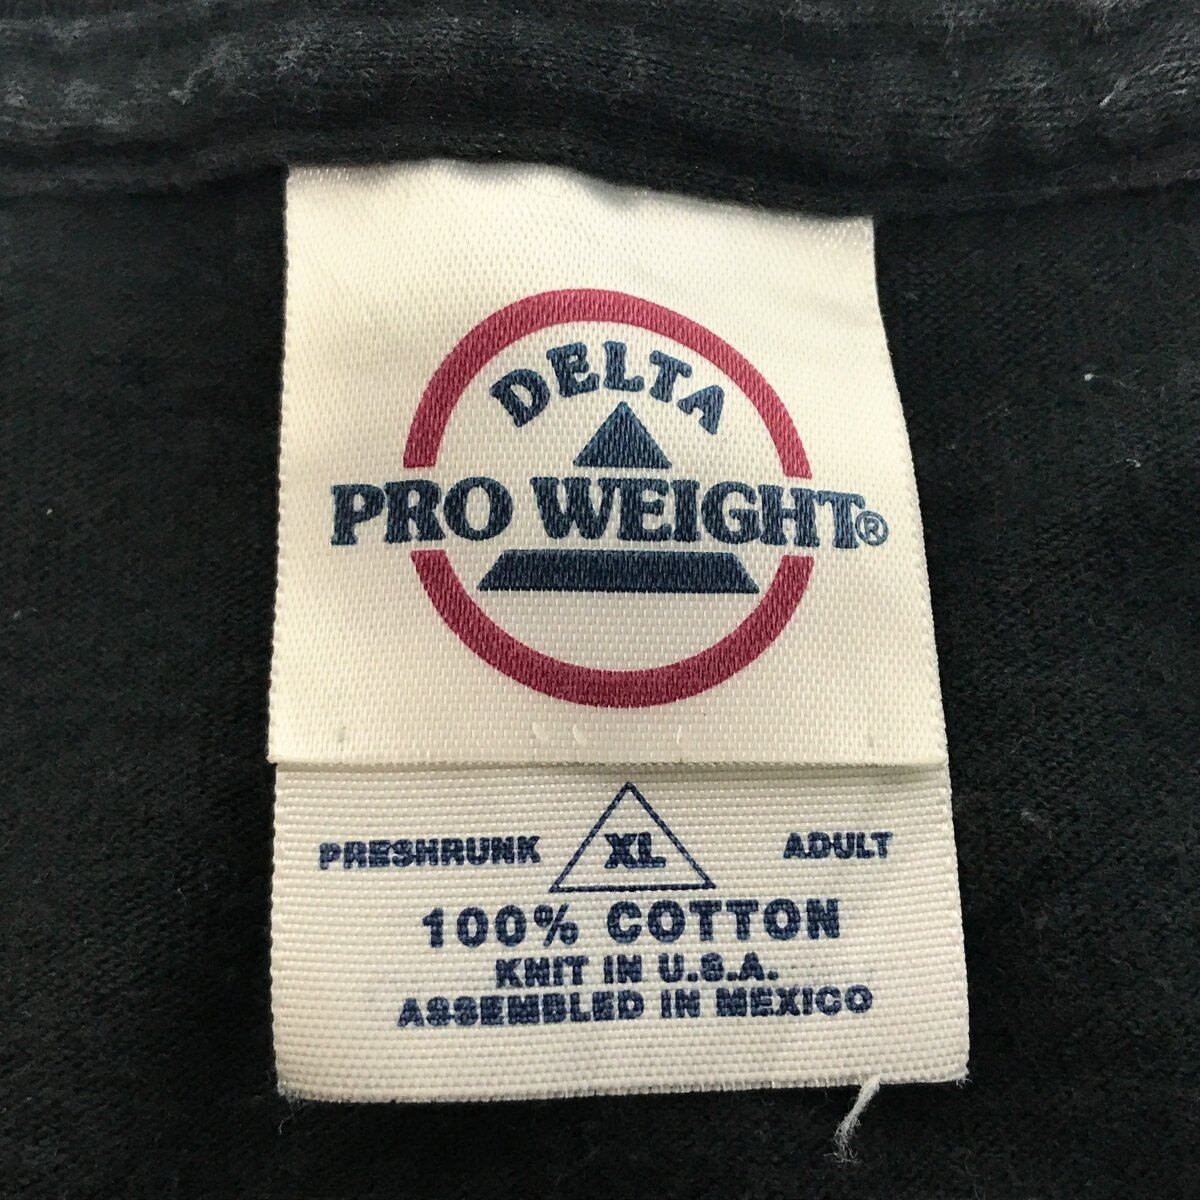 DELTA
PRO WEIGHT®
PRESHRUNK XL ADULT
100% COTTON
KNIT IN U.S.A.
ASSEMBLED IN MEXICO